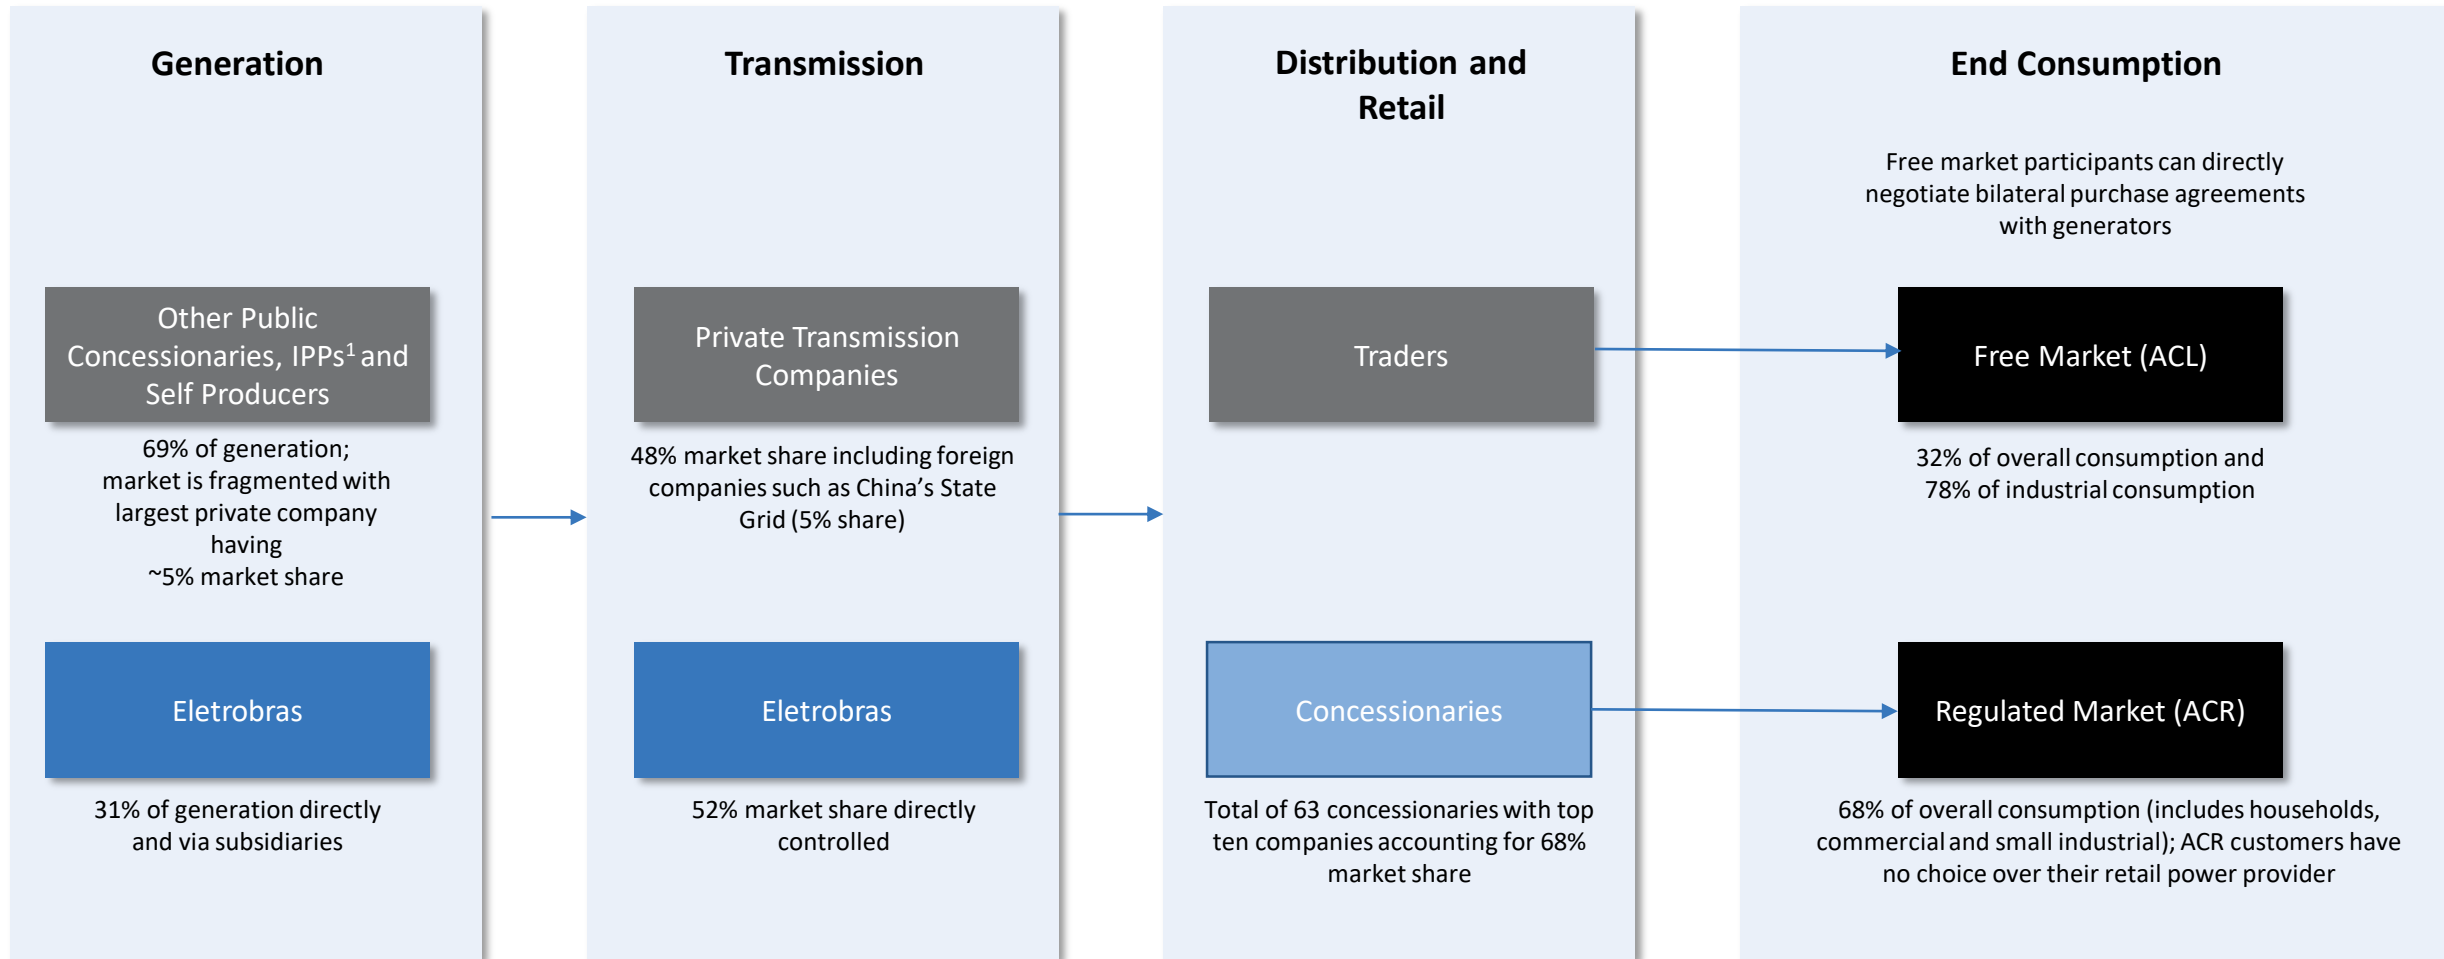 Generation
Other Public
Concessionaries, IPPs¹ and
Self Producers
69% of generation;
market is fragmented with
largest private company
having
~5% market share
Eletrobras
31% of generation directly
and via subsidiaries
Transmission
Private Transmission
Companies
48% market share including foreign
companies such as China’s State
Grid (5% share)
Eletrobras
52% market share directly
controlled
Distribution and
Retail
Traders
Concessionaries
Total of 63 concessionaries with top
ten companies accounting for 68%
market share
End Consumption
Free market participants can directly
negotiate bilateral purchase agreements
with generators
Free Market (ACL)
32% of overall consumption and
78% of industrial consumption
Regulated Market (ACR)
68% of overall consumption (includes households,
commercial and small industrial); ACR customers have
no choice over their retail power provider